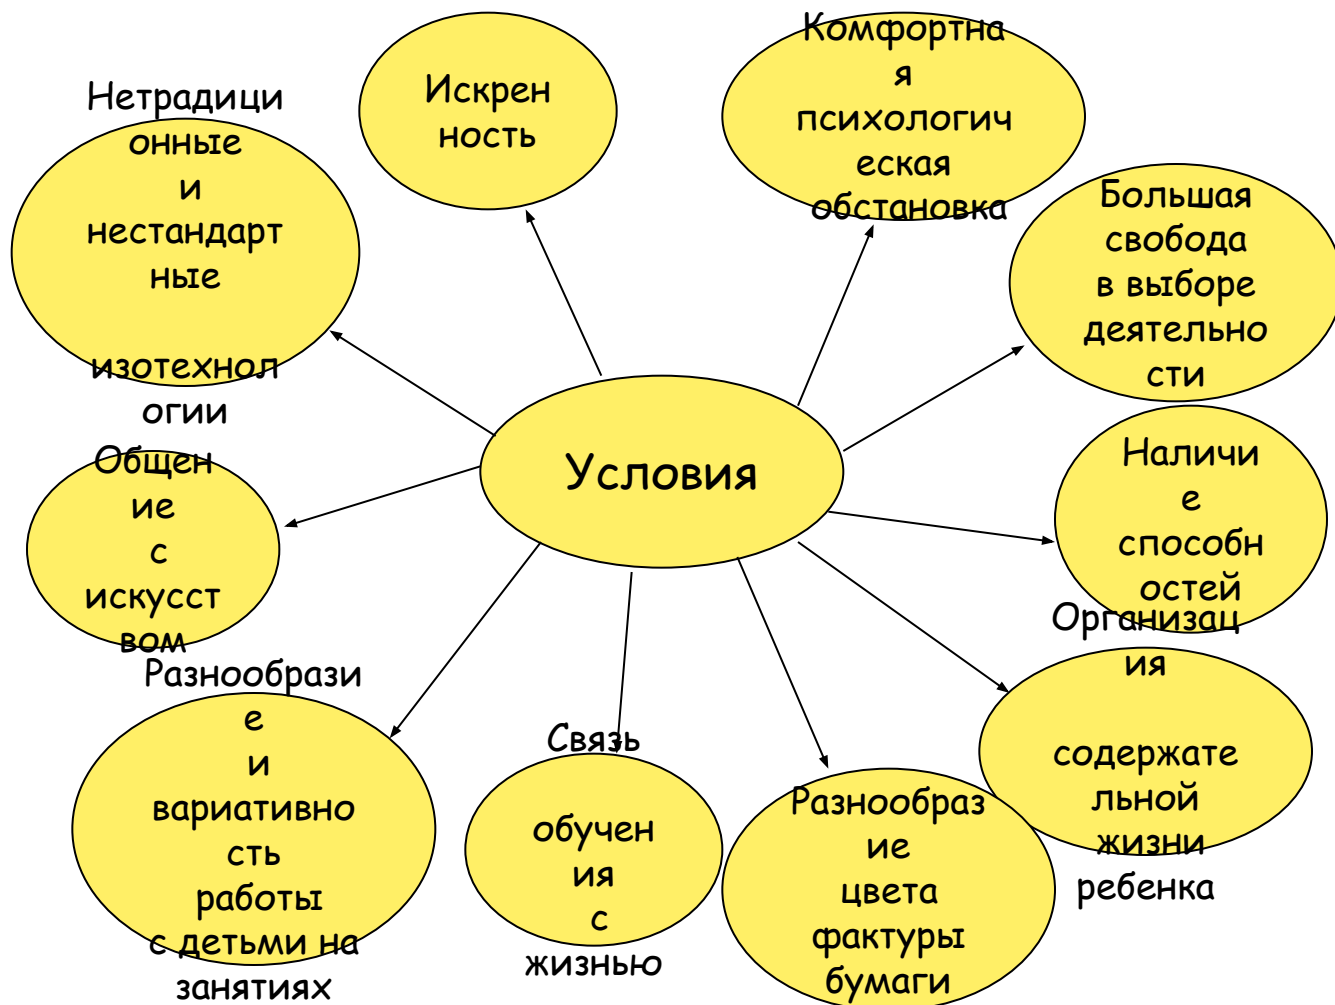 Нетрадици
онные
и
нестандарт
ные
изотехнол
огии
Искрен
ность
Комфортна
я
психологич
еская
обстановка
Большая
свобода
в выборе
деятельно
сти
Условия
Наличи
е
способн
остей
Общен
ие
с
искусст
вом
Организац
ия
содержате
льной
жизни
ребенка
Разнообрази
е
и
вариативно
сть
работы
с детьми на
занятиях
Связь
обучен
ия
с
жизнью
Разнообраз
ие
цвета
фактуры
бумаги